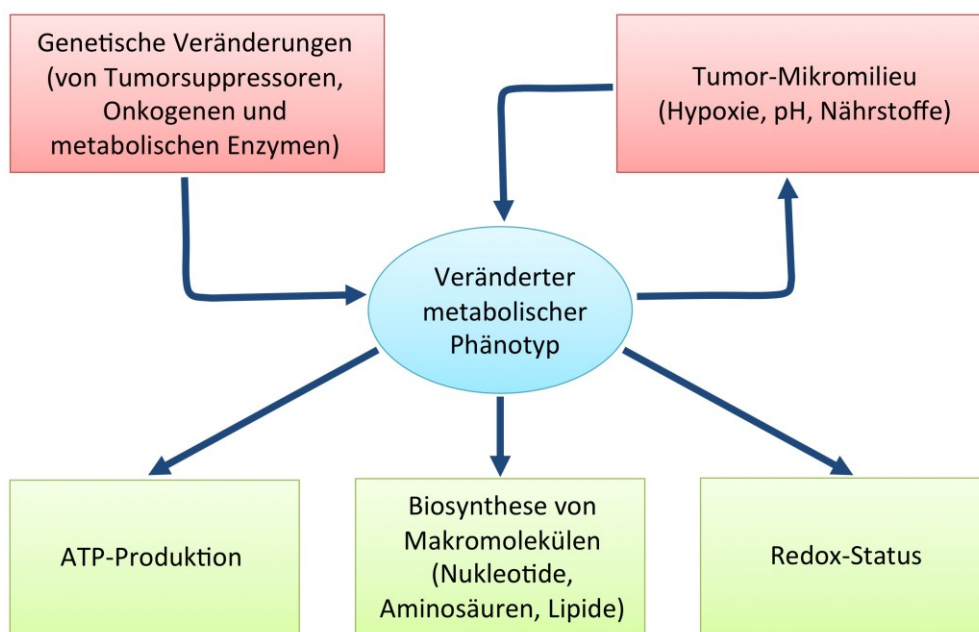 Genetische Veränderungen
(von Tumorsuppressoren,
Onkogenen und
metabolischen Enzymen)
Tumor-Mikromilieu
(Hypoxie, pH, Nährstoffe)
Veränderter
metabolischer
Phänotyp
ATP-Produktion
Biosynthese von
Makromolekülen
(Nukleotide,
Aminosäuren, Lipide)
Redox-Status